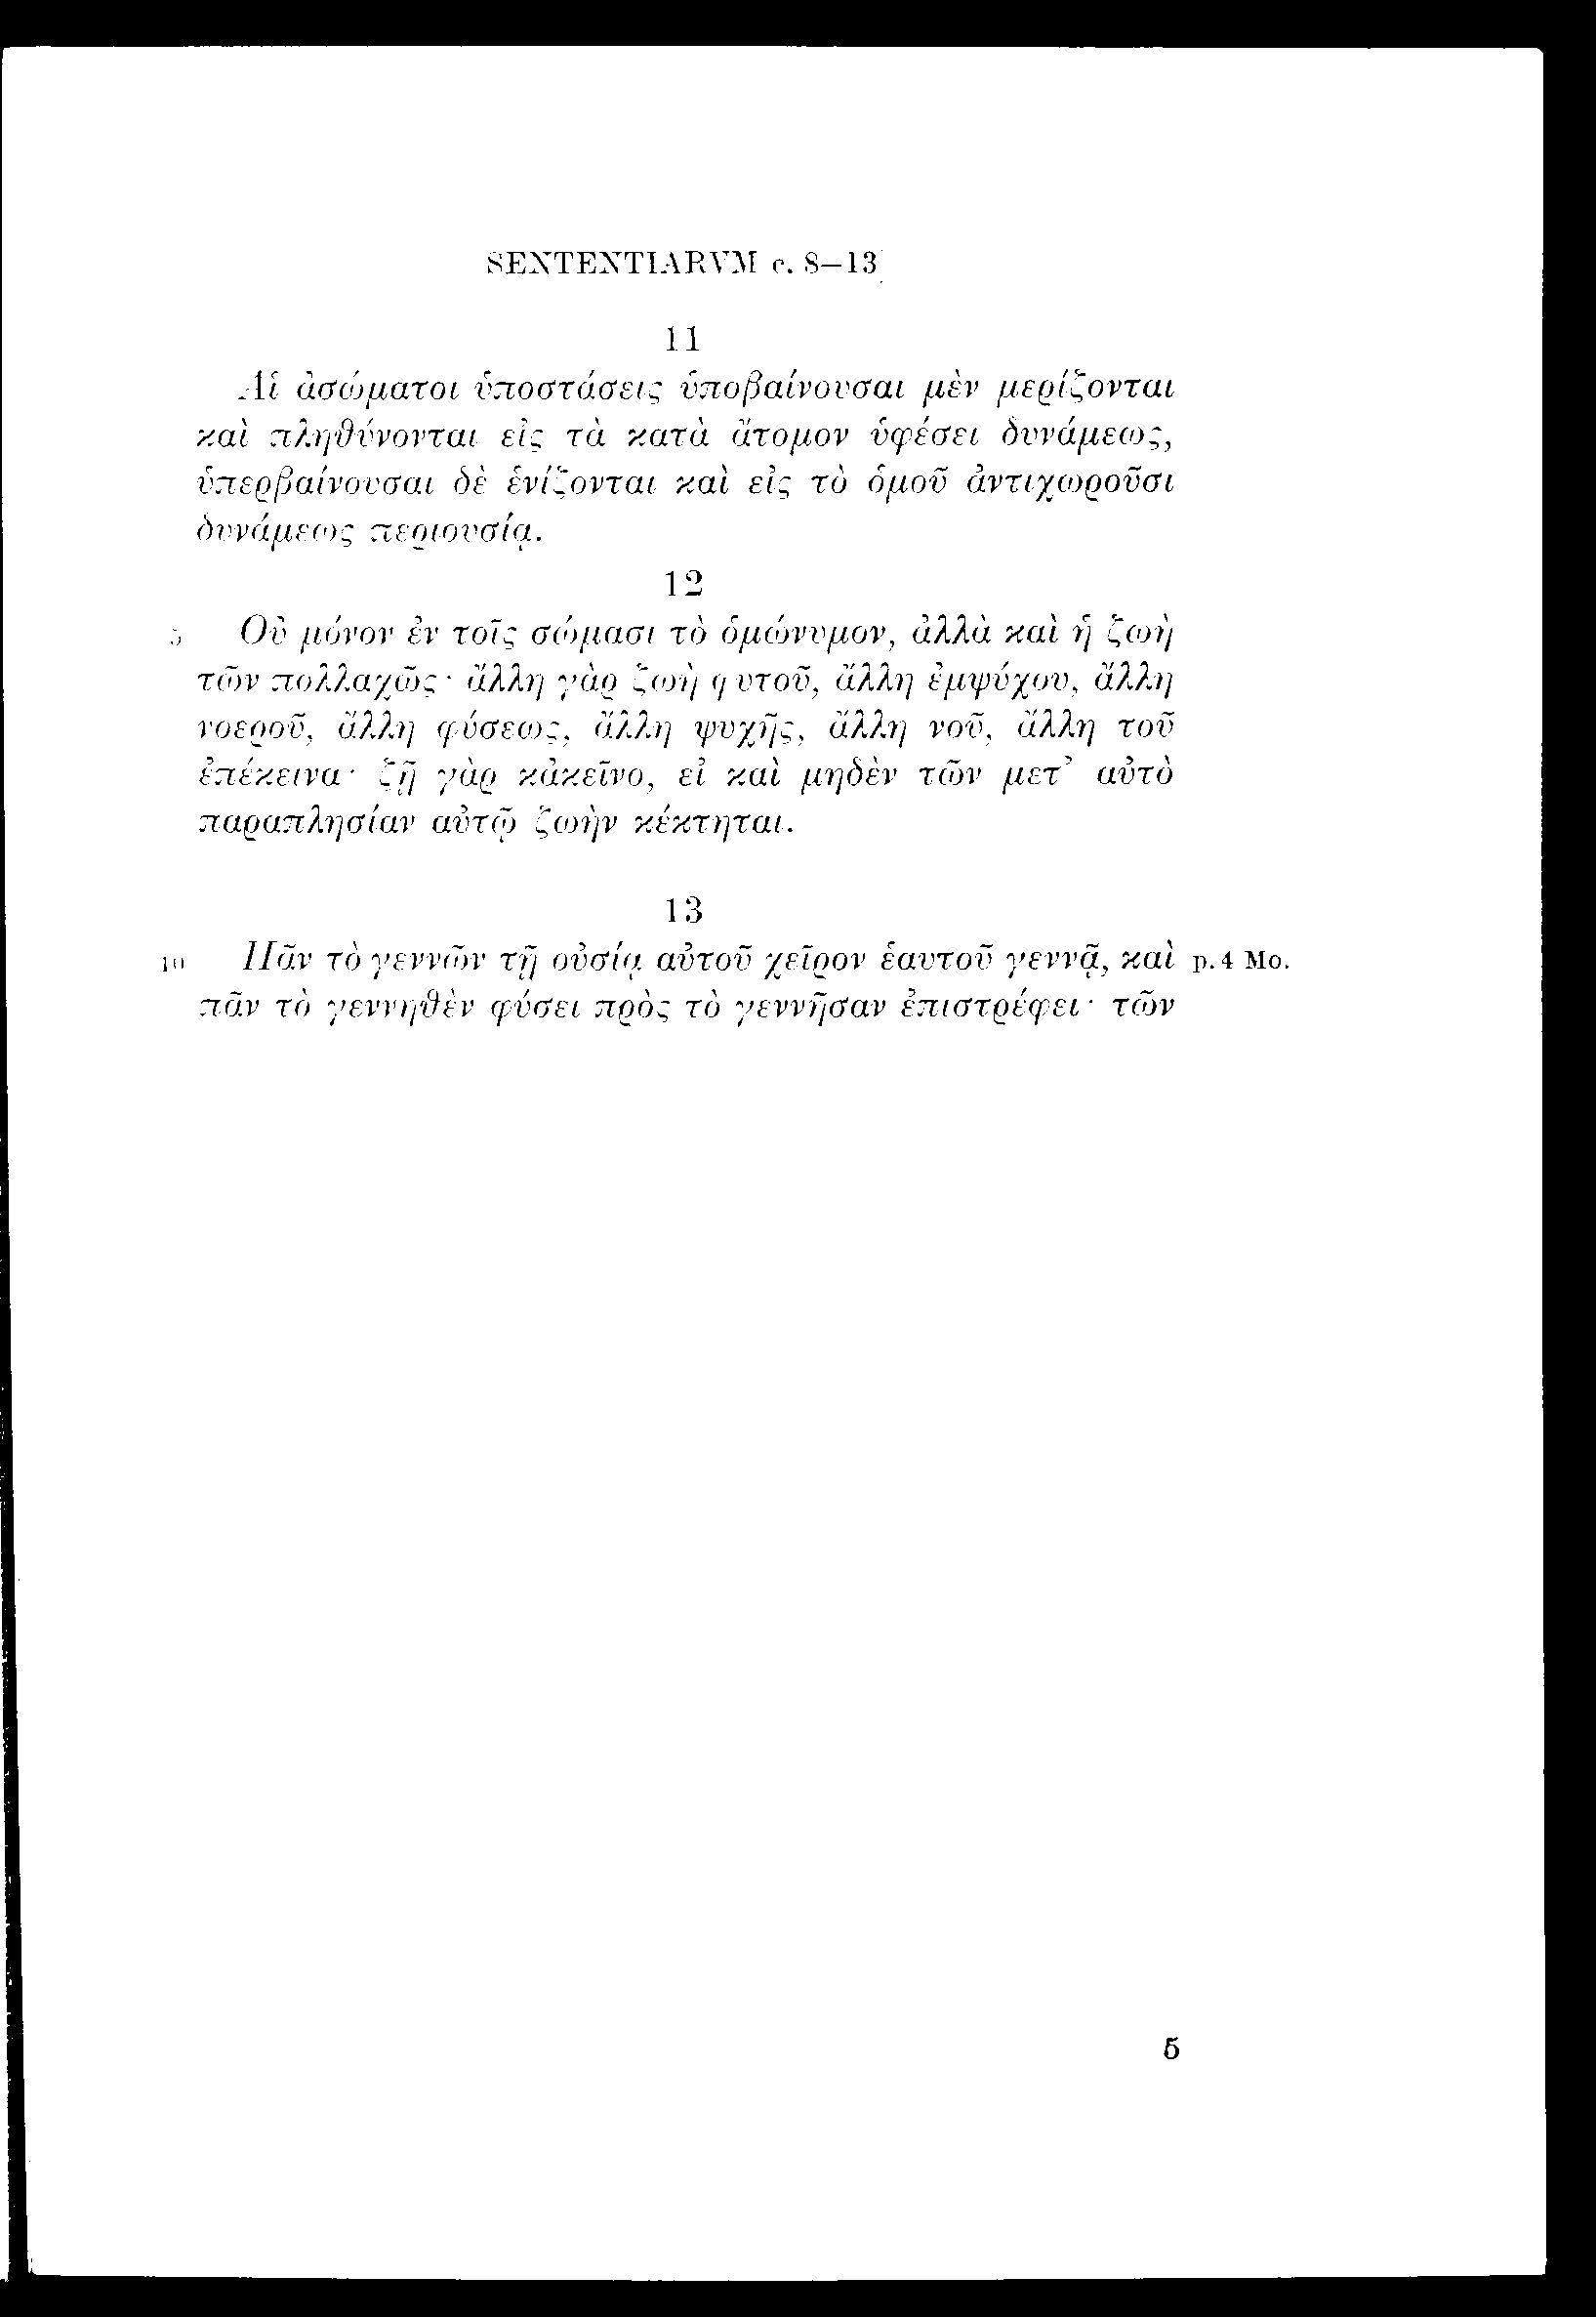 SENTENTIARVM c. 8–13
11
Αἱ ἀσώματοι ὑποστάσεις ὑποβαίνουσαι μὲν μερίζονται
καὶ πληθύνονται εἰς τὰ κατὰ ἄτομον ὑφέσει δυνάμεως,
ὑπερβαίνουσαι δὲ ἑνίζονται καὶ εἰς τὸ ὁμοῦ ἀντιχωροῦσι
δυνάμεως περιουσίᾳ.
12
5 Οὐ μόνον ἐν τοῖς σώμασι τὸ ὁμώνυμον, ἀλλὰ καὶ ἡ ζωὴ
τῶν πολλαχῶς· ἄλλη γὰρ ζωὴ φυτοῦ, ἄλλη ἐμψύχου, ἄλλη
νοεροῦ, ἄλλη φύσεως, ἄλλη ψυχῆς, ἄλλη νοῦ, ἄλλη τοῦ
ἐπέκεινα· ζῇ γὰρ κἀκεῖνο, εἰ καὶ μηδὲν τῶν μετ’ αὐτὸ
παραπλησίαν αὐτῷ ζωὴν κέκτηται.
13
10 Πᾶν τὸ γεννῶν τῇ οὐσίᾳ αὐτοῦ χεῖρον ἑαυτοῦ γεννᾷ, καὶ p. 4 Mo.
πᾶν τὸ γεννηθὲν φύσει πρὸς τὸ γεννῆσαν ἐπιστρέφει· τῶν
5